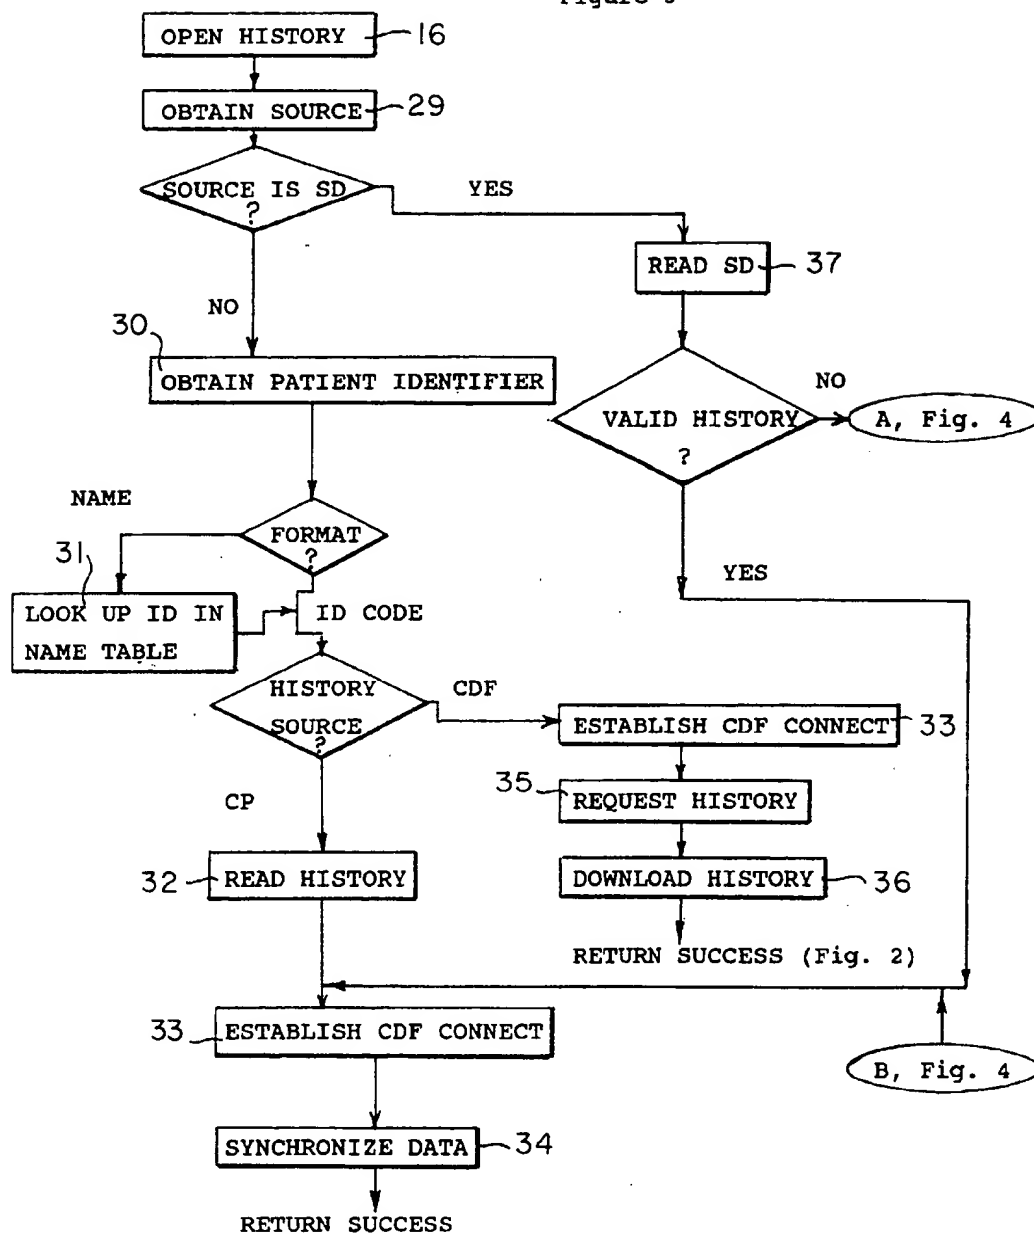 OPEN HISTORY
16
OBTAIN SOURCE
29
SOURCE IS SD
?
YES
READ SD
37
NO
30
OBTAIN PATIENT IDENTIFIER
NO
VALID HISTORY
?
A, Fig. 4
NAME
FORMAT
?
31
LOOK UP ID IN
NAME TABLE
ID CODE
YES
HISTORY
SOURCE
?
CDF
ESTABLISH CDF CONNECT
33
CP
35
REQUEST HISTORY
32
READ HISTORY
DOWNLOAD HISTORY
36
RETURN SUCCESS (Fig. 2)
33
ESTABLISH CDF CONNECT
B, Fig. 4
SYNCHRONIZE DATA
34
RETURN SUCCESS